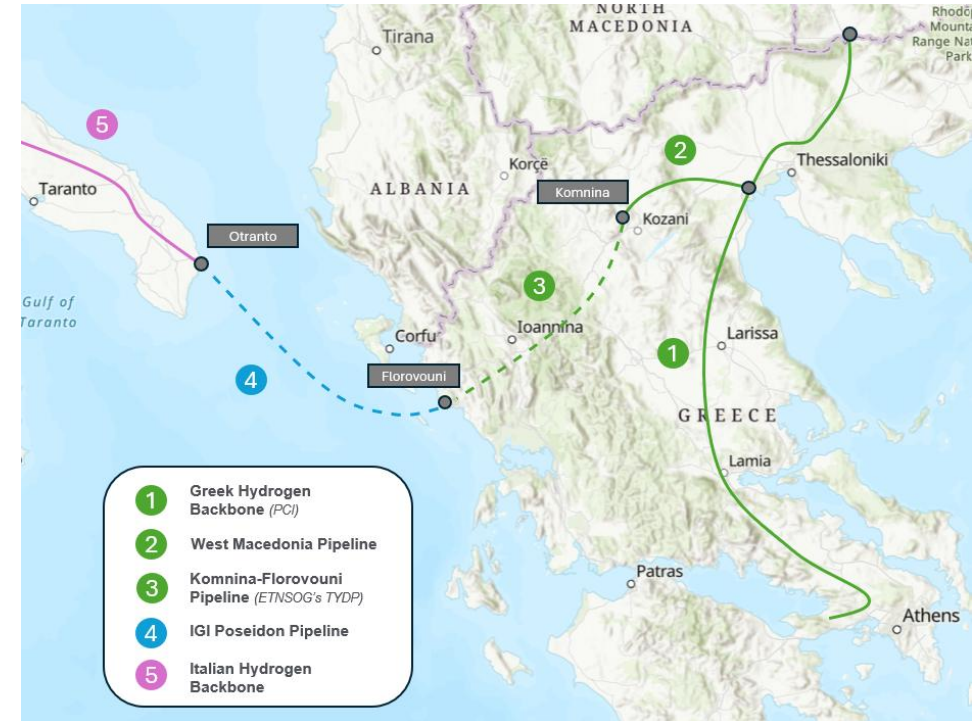 NORTH
MACEDONIA
Rhodop
Mounta
Range Nat
Park
Tirana
5
2
Korçë
Thessaloniki
Taranto
ALBANIA
Komnina
Kozani
Otranto
3
Gulf of
Taranto
Ioannina
Corfu
Larissa
1
4
Florovouni
GREECE
Lamia
1 Greek Hydrogen
Backbone (PCI)
2 West Macedonia Pipeline
3 Komnina-Florovouni
Pipeline (ETNSOG's TYDP)
4 IGI Poseidon Pipeline
5 Italian Hydrogen
Backbone
Patras
Athens